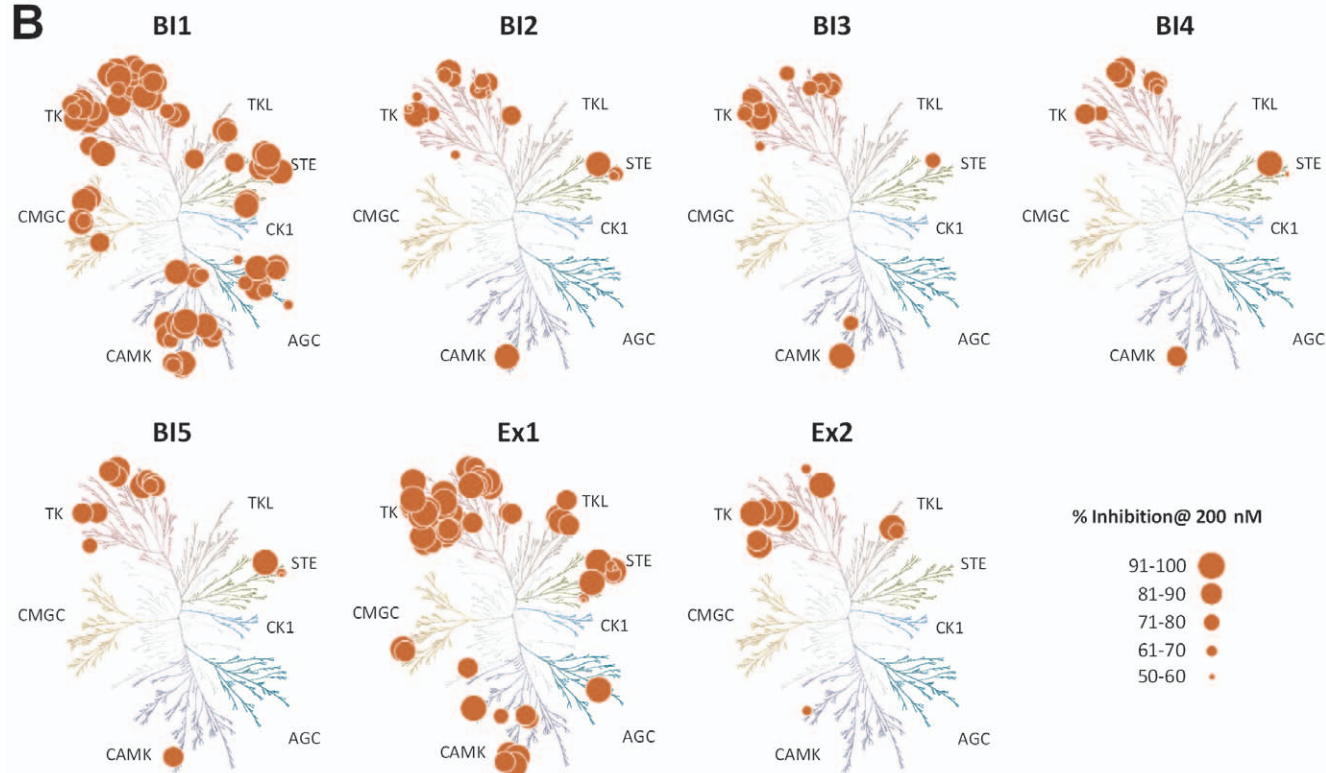 B
BI1
BI2
BI3
BI4
TK
TKL
STE
CMGC
CK1
AGC
CAMK
TK
TKL
STE
CMGC
CK1
AGC
CAMK
TK
TKL
STE
CMGC
CK1
AGC
CAMK
TK
TKL
STE
CMGC
CK1
AGC
CAMK
BI5
Ex1
Ex2
TK
TKL
STE
CMGC
CK1
AGC
CAMK
TK
TKL
STE
CMGC
CK1
AGC
CAMK
TK
TKL
STE
CMGC
CK1
AGC
CAMK
% Inhibition@ 200 nM
91-100
81-90
71-80
61-70
50-60